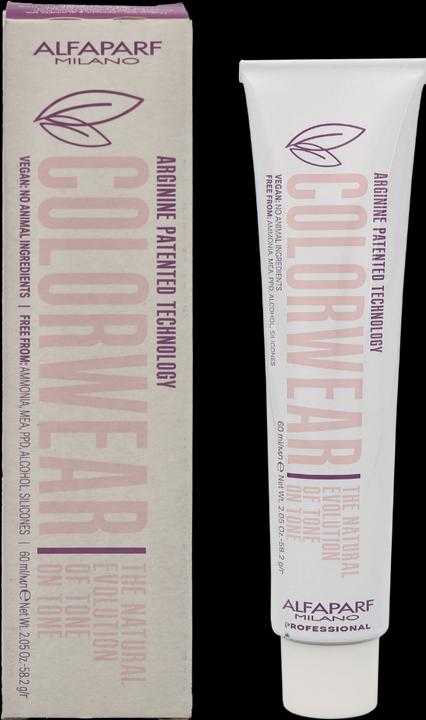 ALFAPARF
MILANO
ARGININE PATENTED TECHNOLOGY
COLORWEAR
THE NATURAL
EVOLUTION
OF TONE
ON TONE
VEGAN: NO ANIMAL INGREDIENTS | FREE FROM: AMMONIA, MEA, PPD, ALCOHOL, SILICONES | 60 ml/мл ℮ Net Wt. 2.05 Oz.-58.2 g/г
ARGININE PATENTED TECHNOLOGY
COLORWEAR
THE NATURAL
EVOLUTION
OF TONE
ON TONE
VEGAN: NO ANIMAL INGREDIENTS
FREE FROM: AMMONIA, MEA, PPD, ALCOHOL, SILICONES
60 ml/мл ℮ Net Wt. 2.05 Oz.-58.2 g/г
ALFAPARF
MILANO
PROFESSIONAL